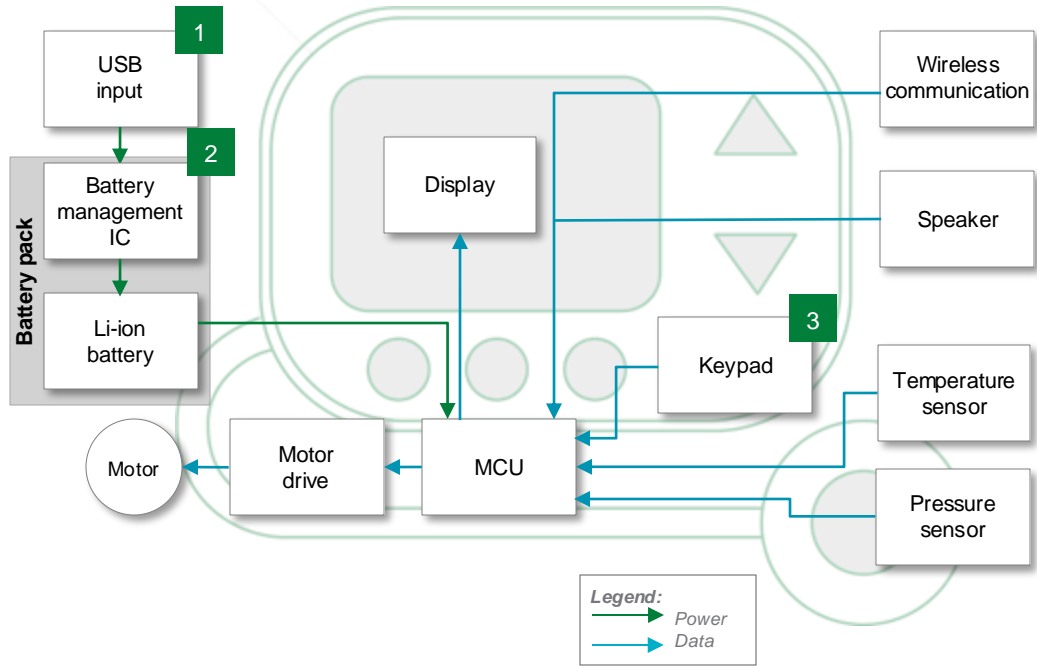 1
USB
input
2
Battery
management
IC
Battery pack
Li-ion
battery
Display
Wireless
communication
Speaker
3
Keypad
Temperature
sensor
Motor
Motor
drive
MCU
Pressure
sensor
Legend:
Power
Data